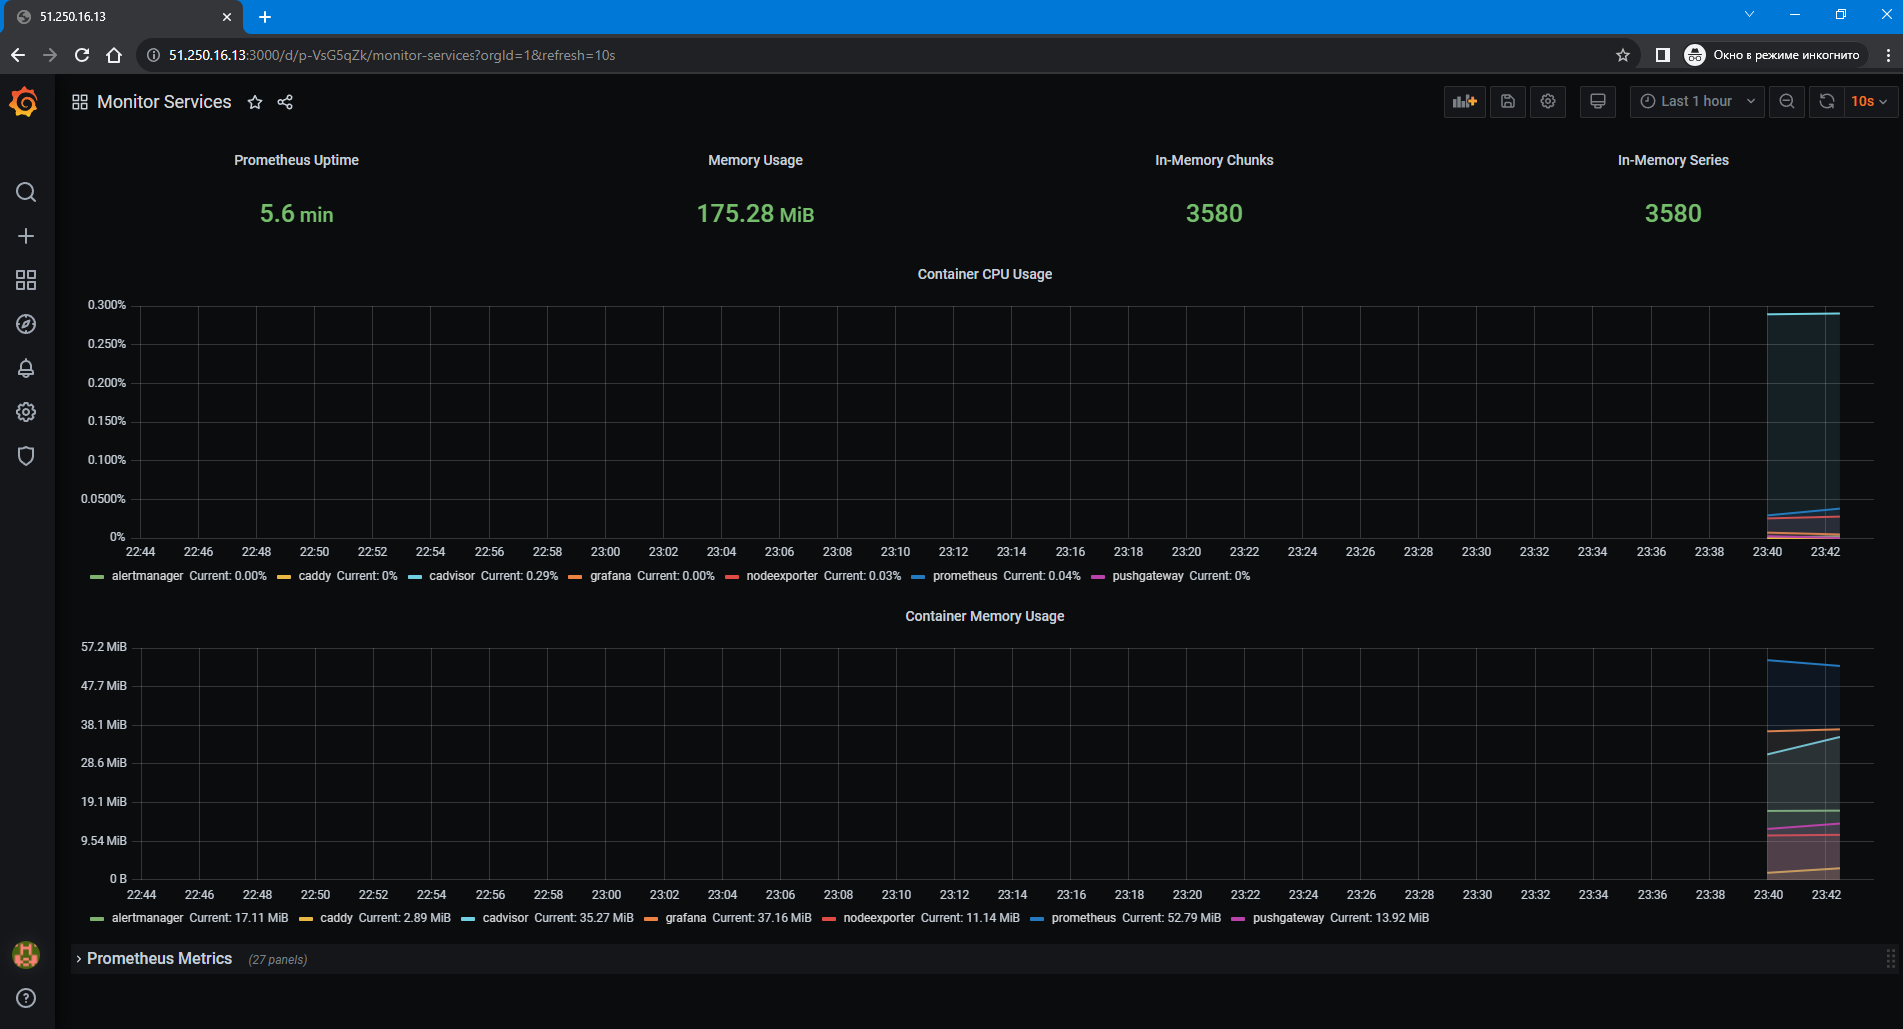 51.250.16.13
51.250.16.13:3000/d/p-VsG5qZk/monitor-services?orgId=1&refresh=10s
Окно в режиме инкогнито
Monitor Services
Last 1 hour
10s
Prometheus Uptime
Memory Usage
In-Memory Chunks
In-Memory Series
5.6 min
175.28 MiB
3580
3580
Container CPU Usage
0.300%
0.250%
0.200%
0.150%
0.100%
0.0500%
0%
22:44 22:46 22:48 22:50 22:52 22:54 22:56 22:58 23:00 23:02 23:04 23:06 23:08 23:10 23:12 23:14 23:16 23:18 23:20 23:22 23:24 23:26 23:28 23:30 23:32 23:34 23:36 23:38 23:40 23:42
alertmanager Current: 0.00% caddy Current: 0% cadvisor Current: 0.29% grafana Current: 0.00% nodeexporter Current: 0.03% prometheus Current: 0.04% pushgateway Current: 0%
Container Memory Usage
57.2 MiB
47.7 MiB
38.1 MiB
28.6 MiB
19.1 MiB
9.54 MiB
0 B
22:44 22:46 22:48 22:50 22:52 22:54 22:56 22:58 23:00 23:02 23:04 23:06 23:08 23:10 23:12 23:14 23:16 23:18 23:20 23:22 23:24 23:26 23:28 23:30 23:32 23:34 23:36 23:38 23:40 23:42
alertmanager Current: 17.11 MiB caddy Current: 2.89 MiB cadvisor Current: 35.27 MiB grafana Current: 37.16 MiB nodeexporter Current: 11.14 MiB prometheus Current: 52.79 MiB pushgateway Current: 13.92 MiB
Prometheus Metrics (27 panels)